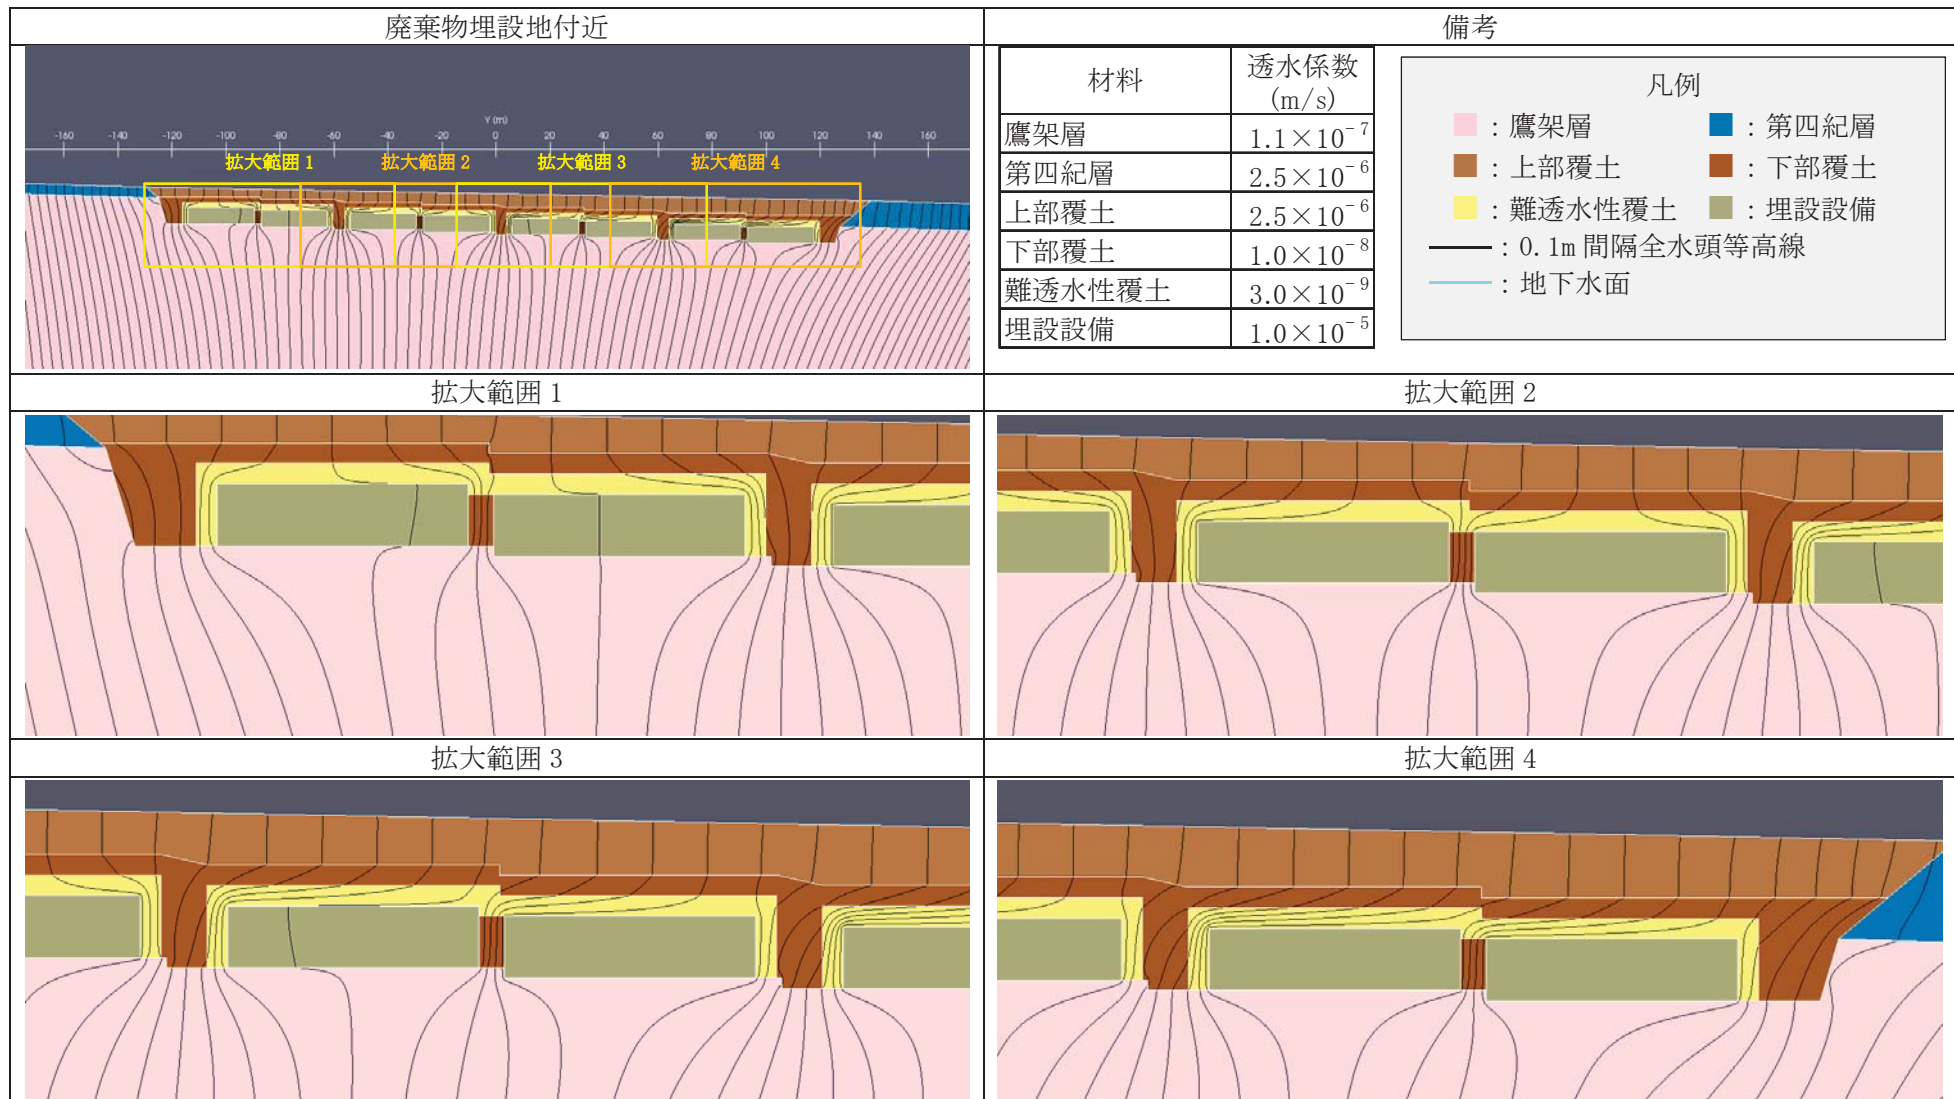 廃棄物埋設地付近
備考
Y (m)
-160 -140 -120 -100 -80 -60 -40 -20 0 20 40 60 80 100 120 140 160
拡大範囲 1 拡大範囲 2 拡大範囲 3 拡大範囲 4
材料 透水係数 (m/s)
鷹架層 1.1×10⁻⁷
第四紀層 2.5×10⁻⁶
上部覆土 2.5×10⁻⁶
下部覆土 1.0×10⁻⁸
難透水性覆土 3.0×10⁻⁹
埋設設備 1.0×10⁻⁵
凡例
:鷹架層 :第四紀層
:上部覆土 :下部覆土
:難透水性覆土 :埋設設備
:0.1m 間隔全水頭等高線
:地下水面
拡大範囲 1
拡大範囲 2
拡大範囲 3
拡大範囲 4